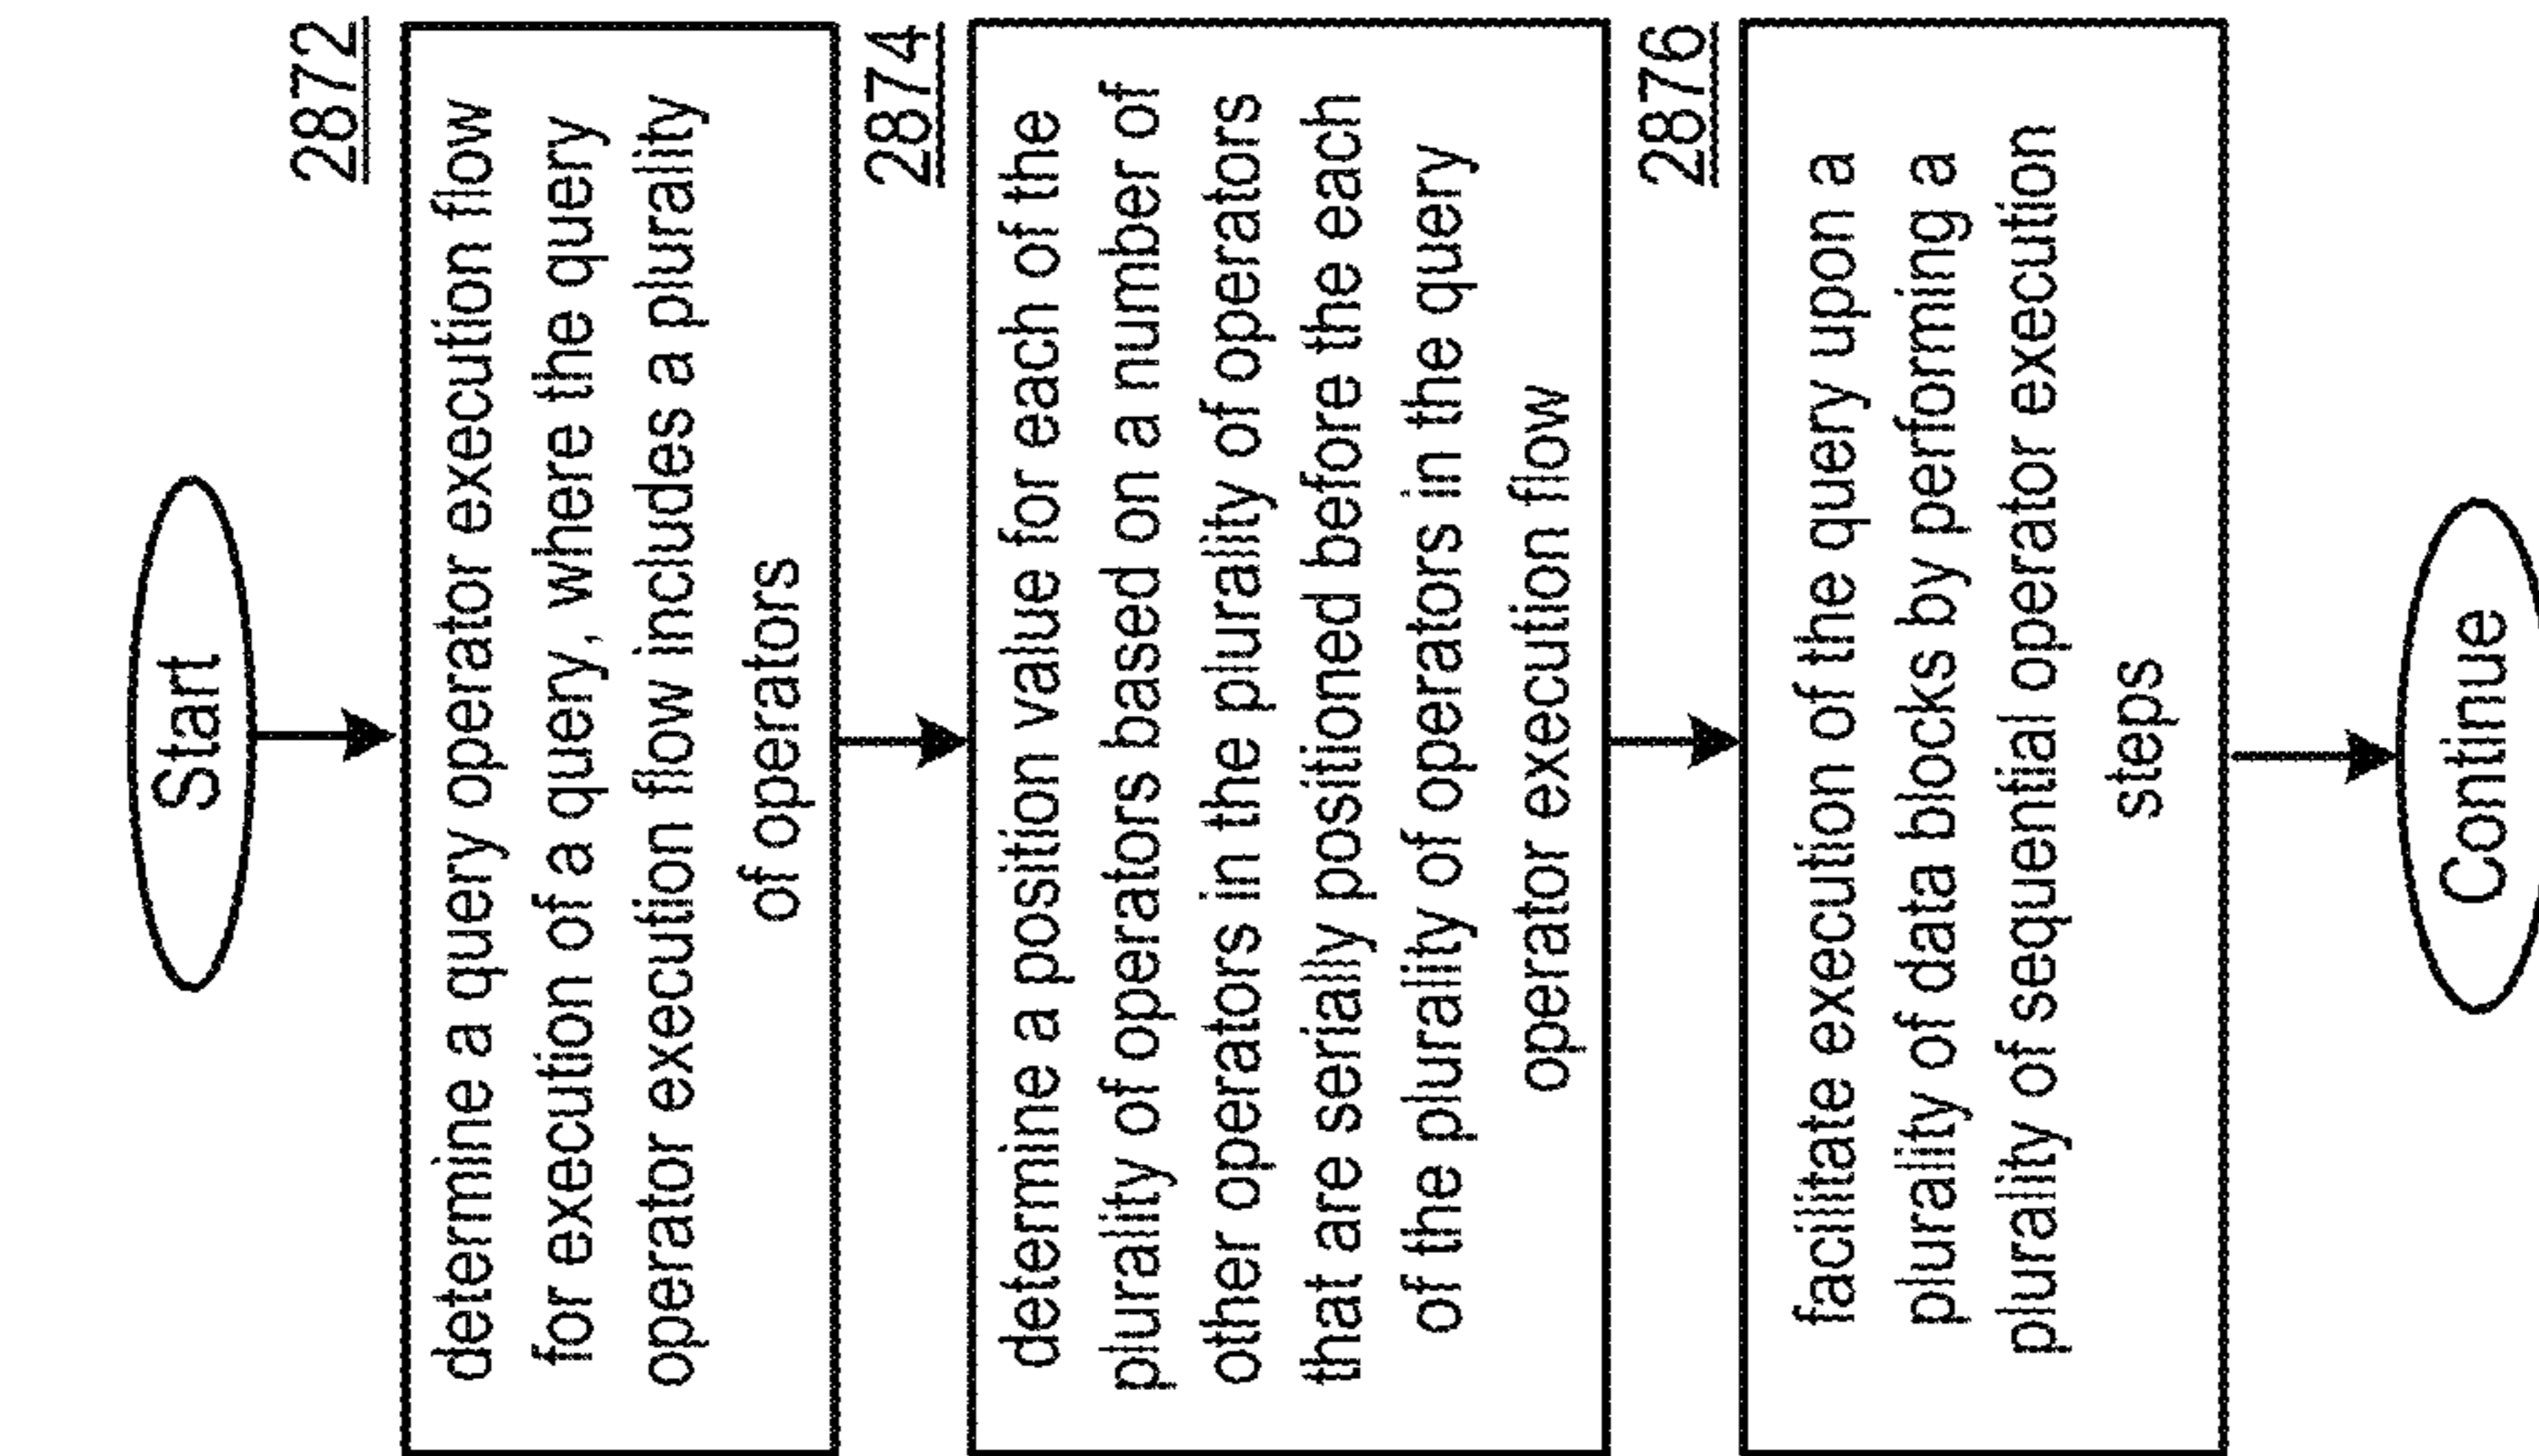 Start
2872
determine a query operator execution flow
for execution of a query, where the query
operator execution flow includes a plurality
of operators
2874
determine a position value for each of the
plurality of operators based on a number of
other operators in the plurality of operators
that are serially positioned before the each
of the plurality of operators in the query
operator execution flow
2876
facilitate execution of the query upon a
plurality of data blocks by performing a
plurality of sequential operator execution
steps
Continue